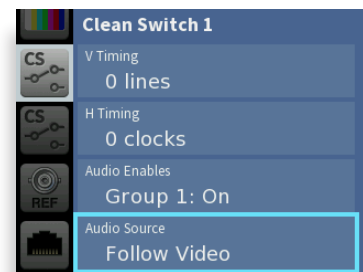 Clean Switch 1
CS
V Timing
0 lines
CS
H Timing
0 clocks
REF
Audio Enables
Group 1: On
Audio Source
Follow Video